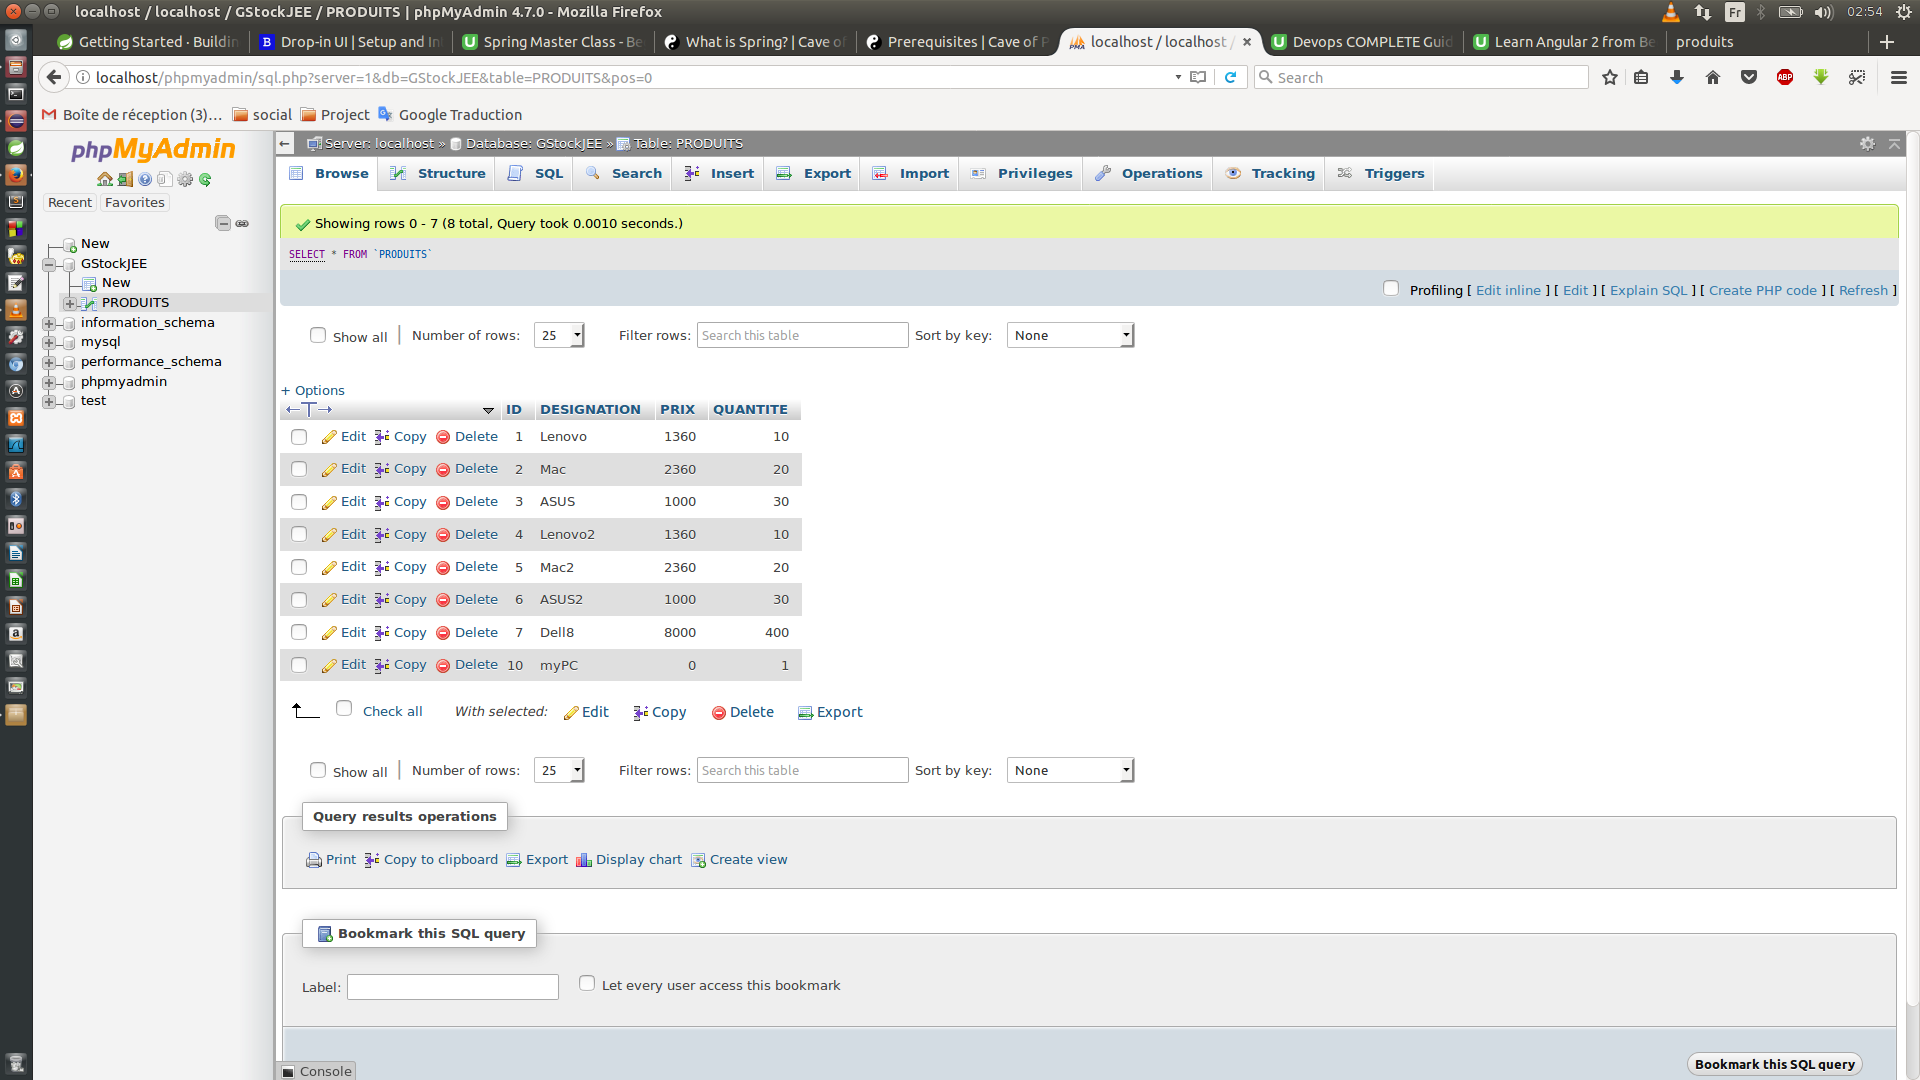 localhost / localhost / GStockJEE / PRODUITS | phpMyAdmin 4.7.0 - Mozilla Firefox
Fr
02:54
Getting Started · Buildin
Drop-in UI | Setup and In
Spring Master Class - Be
What is Spring? | Cave of
Prerequisites | Cave of P
localhost / localhost /
Devops COMPLETE Guid
Learn Angular 2 from Be
produits
localhost/phpmyadmin/sql.php?server=1&db=GStockJEE&table=PRODUITS&pos=0
Search
ABP
Boîte de réception (3)…
social
Project
Google Traduction
phpMyAdmin
Recent
Favorites
New
GStockJEE
New
PRODUITS
information_schema
mysql
performance_schema
phpmyadmin
test
Server: localhost » Database: GStockJEE » Table: PRODUITS
Browse
Structure
SQL
Search
Insert
Export
Import
Privileges
Operations
Tracking
Triggers
Showing rows 0 - 7 (8 total, Query took 0.0010 seconds.)
SELECT * FROM `PRODUITS`
Profiling [ Edit inline ] [ Edit ] [ Explain SQL ] [ Create PHP code ] [ Refresh ]
Show all | Number of rows: 25 Filter rows: Search this table Sort by key: None
+ Options
←T→ ID DESIGNATION PRIX QUANTITE
Edit Copy Delete 1 Lenovo 1360 10
Edit Copy Delete 2 Mac 2360 20
Edit Copy Delete 3 ASUS 1000 30
Edit Copy Delete 4 Lenovo2 1360 10
Edit Copy Delete 5 Mac2 2360 20
Edit Copy Delete 6 ASUS2 1000 30
Edit Copy Delete 7 Dell8 8000 400
Edit Copy Delete 10 myPC 0 1
Check all With selected: Edit Copy Delete Export
Show all | Number of rows: 25 Filter rows: Search this table Sort by key: None
Query results operations
Print Copy to clipboard Export Display chart Create view
Bookmark this SQL query
Label: Let every user access this bookmark
Bookmark this SQL query
Console